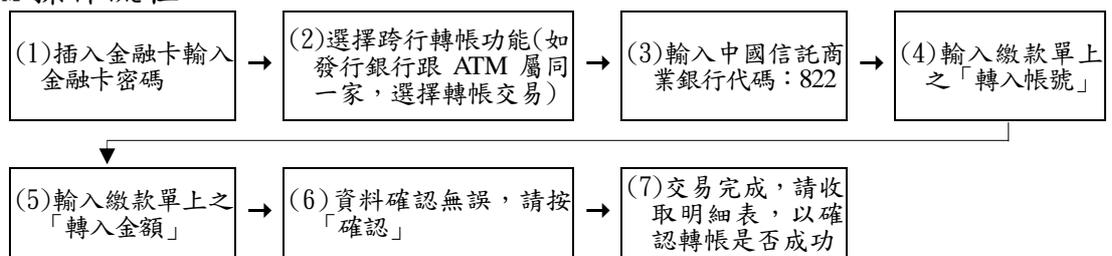 (1)插入金融卡輸入
金融卡密碼
(2)選擇跨行轉帳功能(如
發行銀行跟 ATM 屬同
一家，選擇轉帳交易)
(3)輸入中國信託商
業銀行代碼：822
(4)輸入繳款單上
之「轉入帳號」
(5)輸入繳款單上之
「轉入金額」
(6)資料確認無誤，請按
「確認」
(7)交易完成，請收
取明細表，以確
認轉帳是否成功